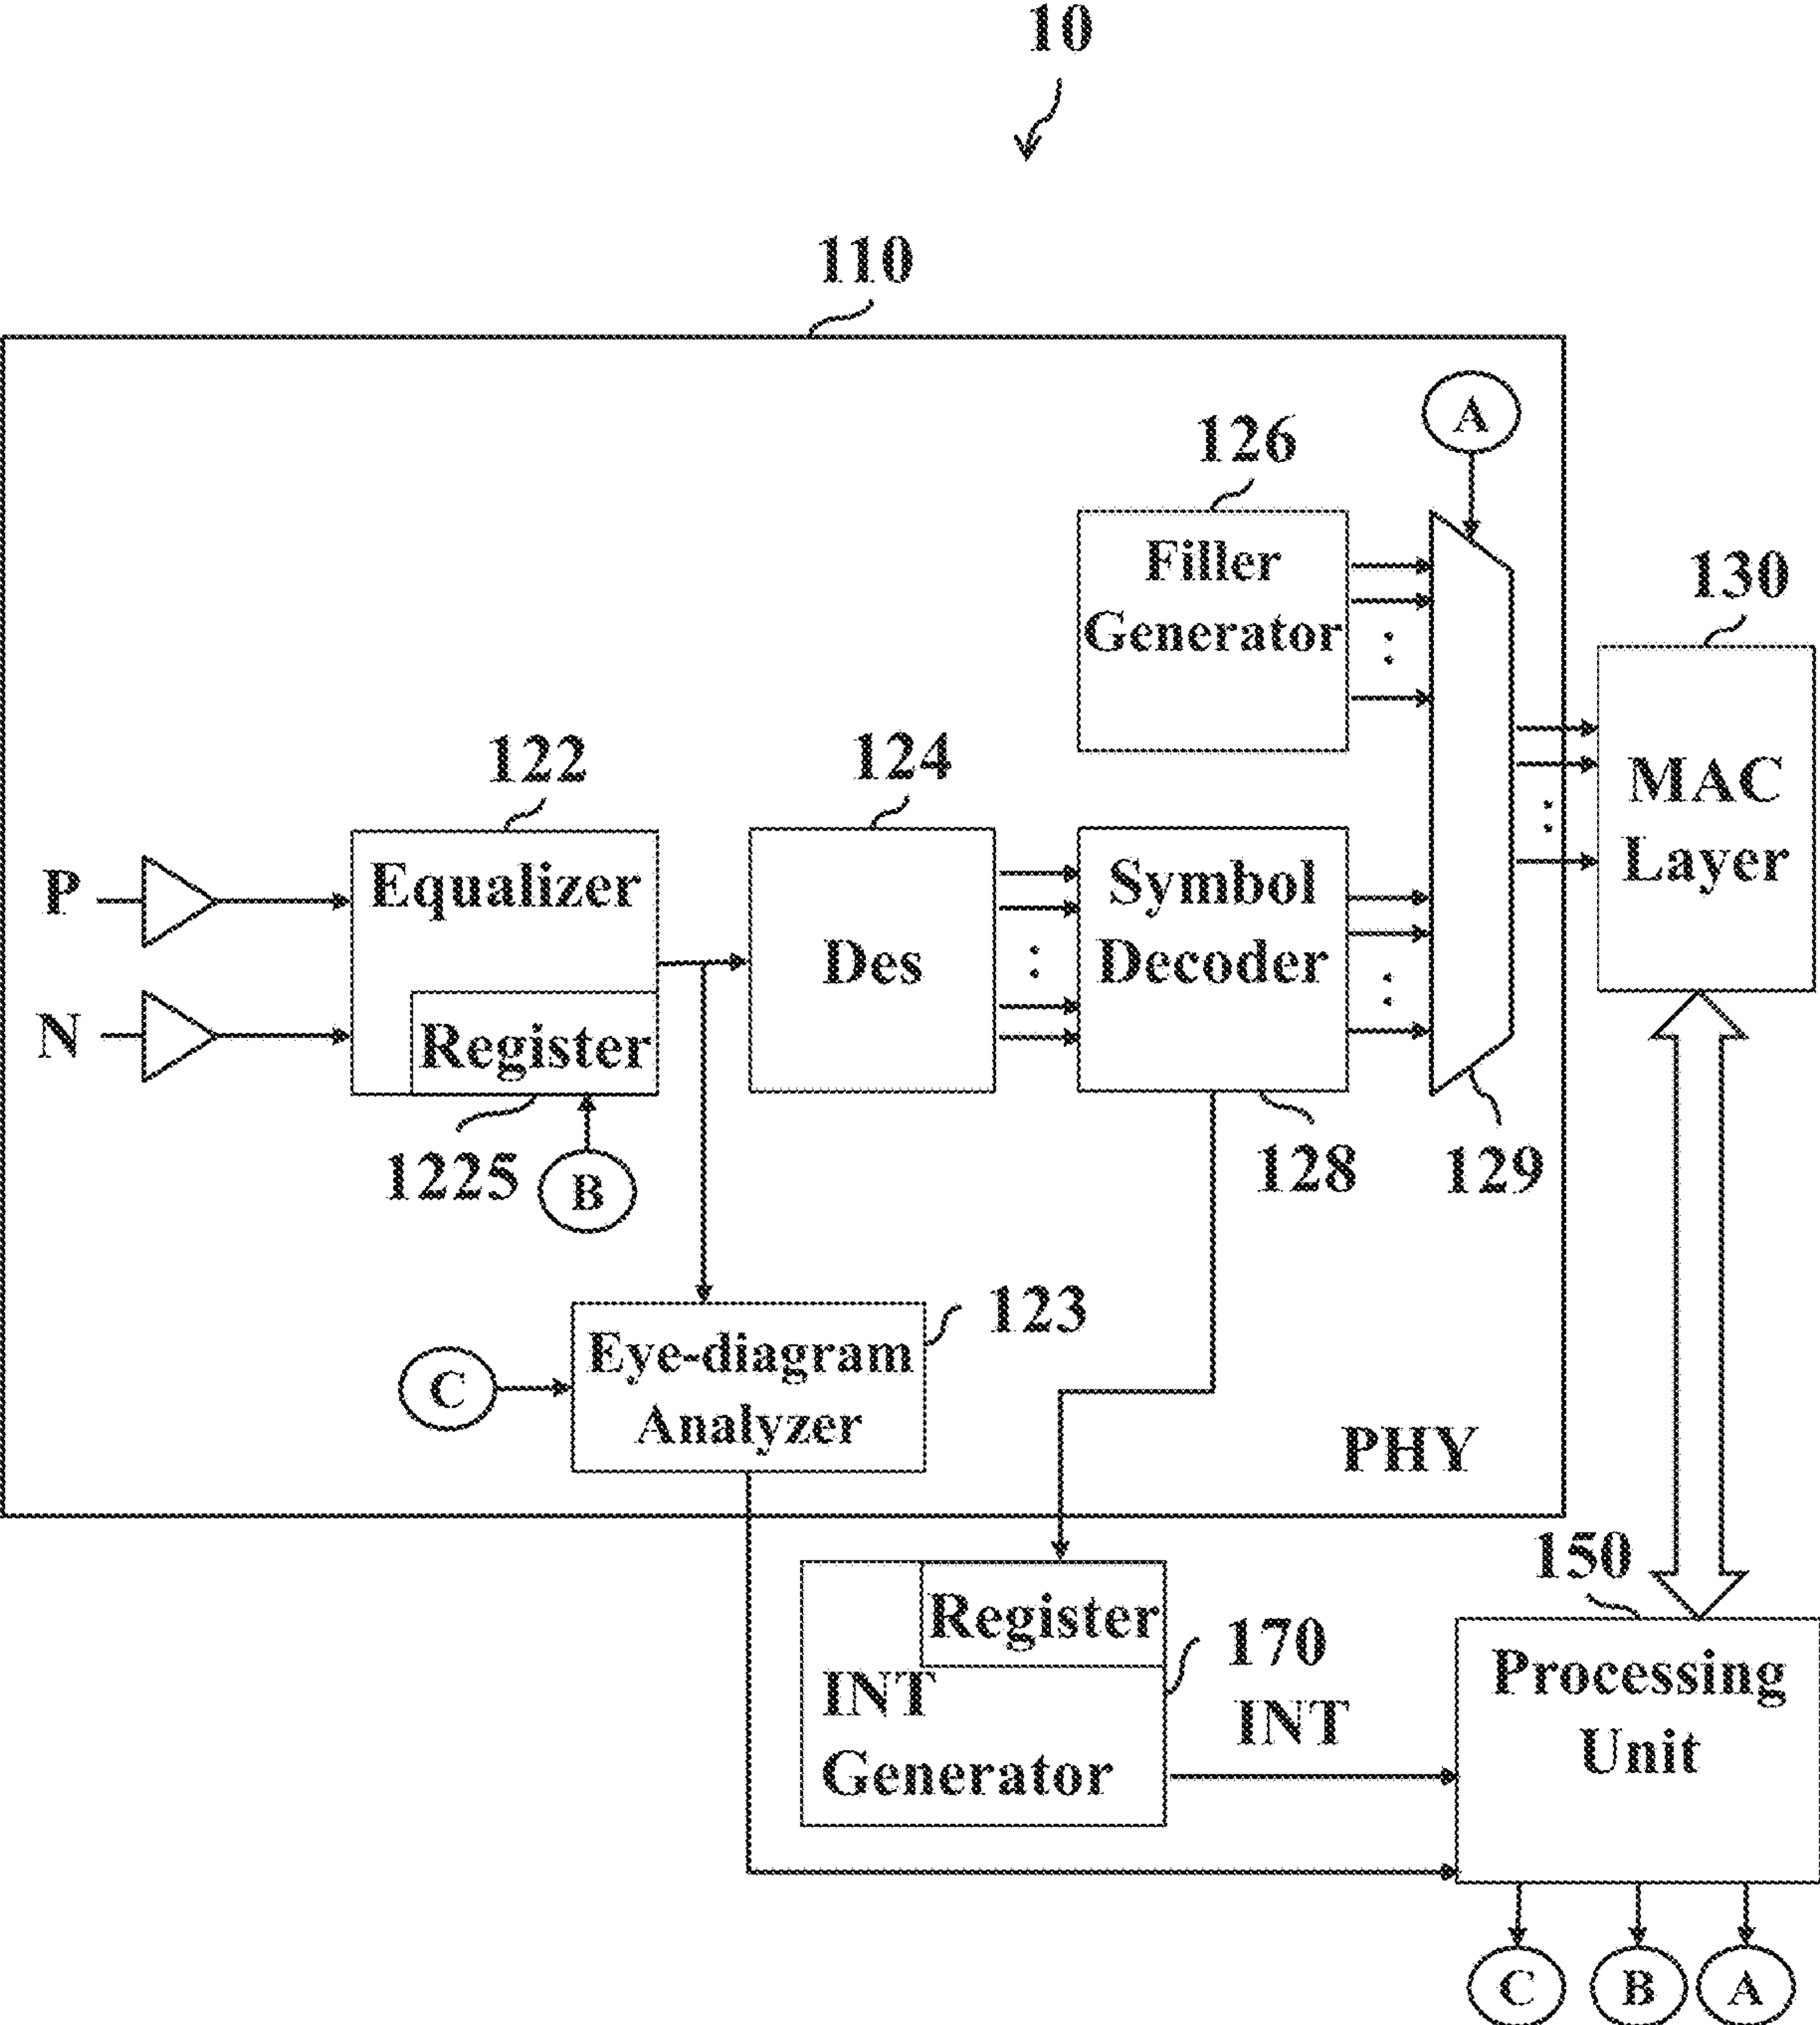 10
110
A
126
Filler
Generator
130
MAC
Layer
122
Equalizer
Register
1225
B
124
Des
Symbol
Decoder
128
129
P
N
123
Eye-diagram
Analyzer
C
PHY
150
Register
170
INT
Generator
INT
Processing
Unit
C
B
A